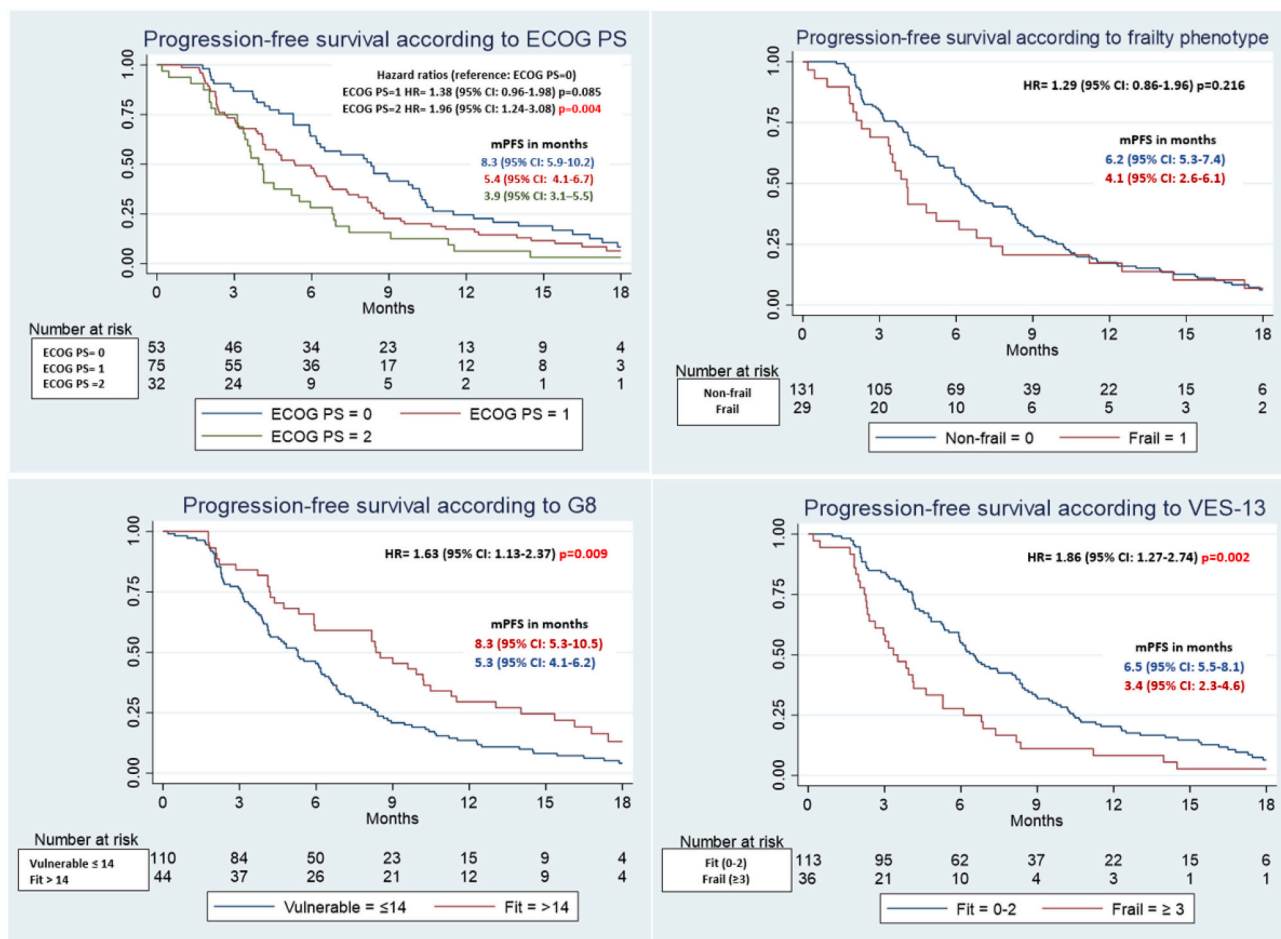 Progression-free survival according to ECOG PS
Hazard ratios (reference: ECOG PS=0)
ECOG PS=1 HR= 1.38 (95% CI: 0.96-1.98) p=0.085
ECOG PS=2 HR= 1.96 (95% CI: 1.24-3.08) p=0.004
mPFS in months
8.3 (95% CI: 5.9-10.2)
5.4 (95% CI: 4.1-6.7)
3.9 (95% CI: 3.1–5.5)
1.00
0.75
0.50
0.25
0.00
0 3 6 9 12 15 18
Months
Number at risk
ECOG PS= 0 53 46 34 23 13 9 4
ECOG PS= 1 75 55 36 17 12 8 3
ECOG PS =2 32 24 9 5 2 1 1
ECOG PS = 0 ECOG PS = 1
ECOG PS = 2
Progression-free survival according to frailty phenotype
HR= 1.29 (95% CI: 0.86-1.96) p=0.216
mPFS in months
6.2 (95% CI: 5.3-7.4)
4.1 (95% CI: 2.6-6.1)
1.00
0.75
0.50
0.25
0.00
0 3 6 9 12 15 18
Months
Number at risk
Non-frail 131 105 69 39 22 15 6
Frail 29 20 10 6 5 3 2
Non-frail = 0 Frail = 1
Progression-free survival according to G8
HR= 1.63 (95% CI: 1.13-2.37) p=0.009
mPFS in months
8.3 (95% CI: 5.3-10.5)
5.3 (95% CI: 4.1-6.2)
1.00
0.75
0.50
0.25
0.00
0 3 6 9 12 15 18
Months
Number at risk
Vulnerable ≤ 14 110 84 50 23 15 9 4
Fit > 14 44 37 26 21 12 9 4
Vulnerable = ≤14 Fit = >14
Progression-free survival according to VES-13
HR= 1.86 (95% CI: 1.27-2.74) p=0.002
mPFS in months
6.5 (95% CI: 5.5-8.1)
3.4 (95% CI: 2.3-4.6)
1.00
0.75
0.50
0.25
0.00
0 3 6 9 12 15 18
Months
Number at risk
Fit (0-2) 113 95 62 37 22 15 6
Frail (≥3) 36 21 10 4 3 1 1
Fit = 0-2 Frail = ≥ 3